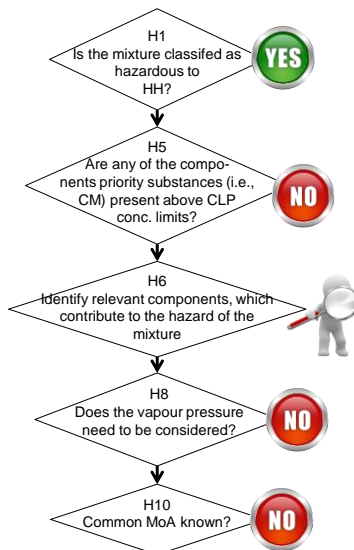 H1
Is the mixture classifed as
hazardous to
HH?
YES
H5
Are any of the compo-
nents priority substances (i.e.,
CM) present above CLP
conc. limits?
NO
H6
Identify relevant components, which
contribute to the hazard of the
mixture
H8
Does the vapour pressure
need to be considered?
NO
H10
Common MoA known?
NO